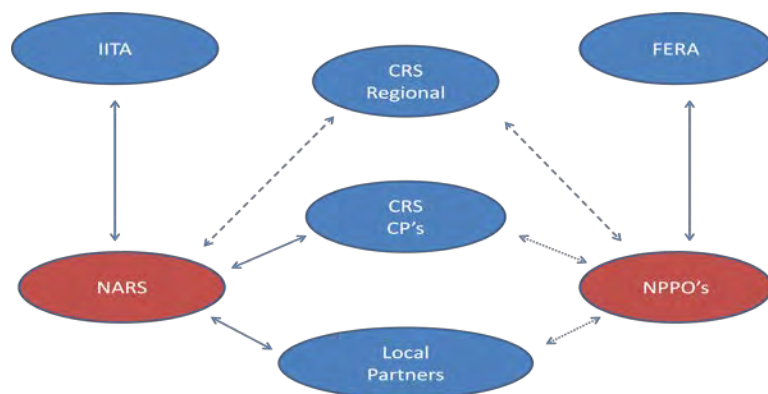 IITA
CRS
Regional
FERA
CRS
CP's
NARS
NPPO's
Local
Partners